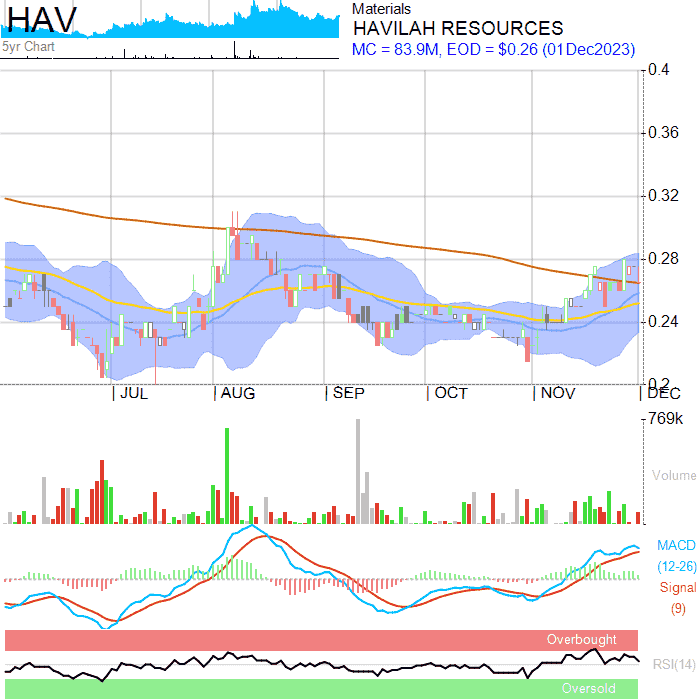 HAV
5yr Chart
Materials
HAVILAH RESOURCES
MC = 83.9M, EOD = $0.26 (01Dec2023)
0.4
0.36
0.32
0.28
0.24
0.2
JUL AUG SEP OCT NOV DEC
769k
Volume
MACD
(12-26)
Signal
(9)
Overbought
RSI(14)
Oversold